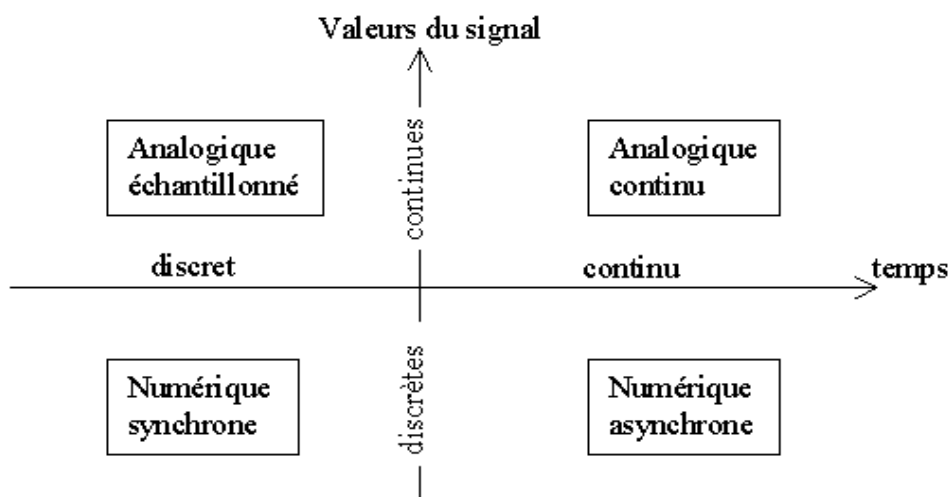 Valeurs du signal
Analogique
échantillonné
continues
Analogique
continu
discret
continu
temps
Numérique
synchrone
discrètes
Numérique
asynchrone